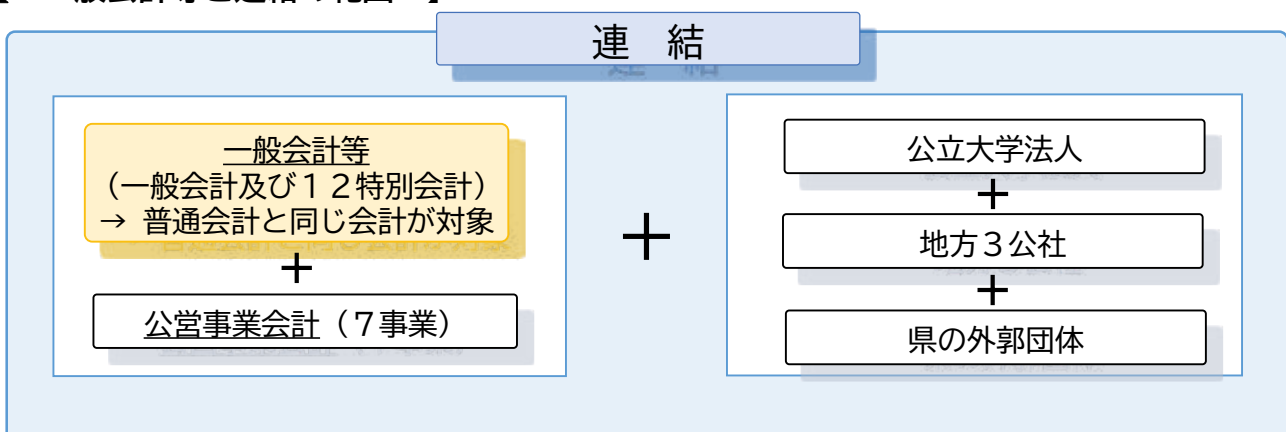 連 結
一般会計等
(一般会計及び12特別会計)
→ 普通会計と同じ会計が対象
+
公営事業会計(7事業)
+
公立大学法人
+
地方3公社
+
県の外郭団体